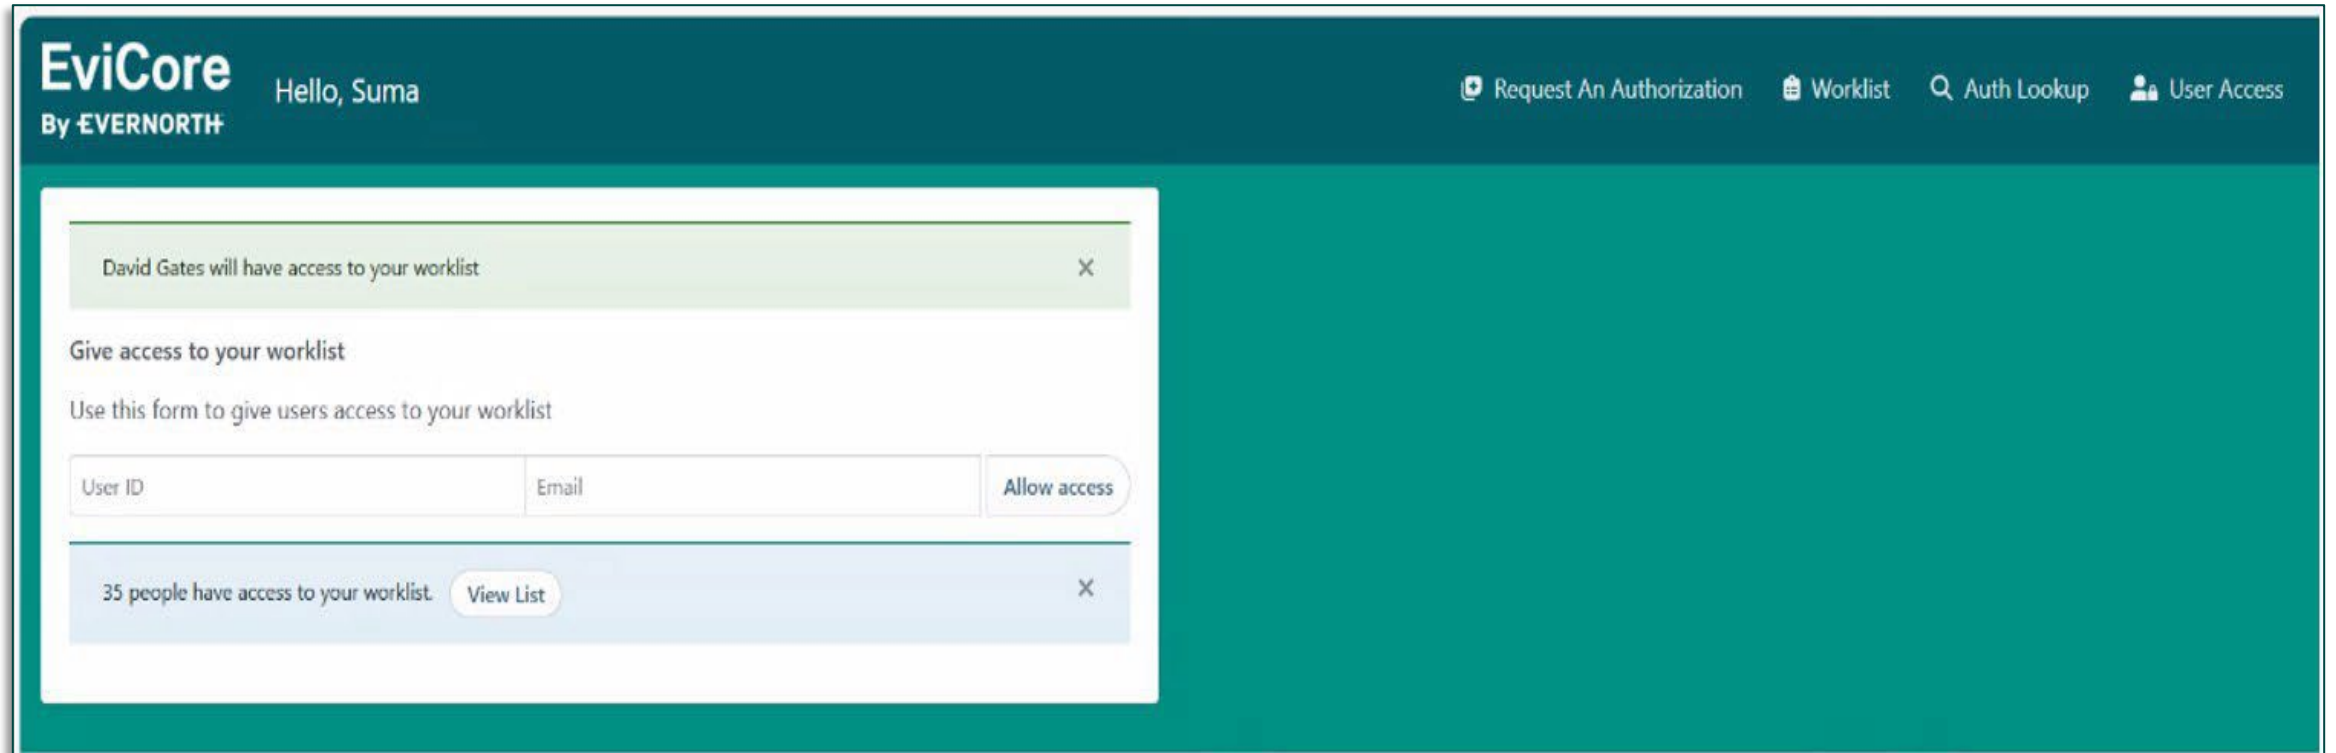 EviCore
By EVERNORTH
Hello, Suma
Request An Authorization
Worklist
Auth Lookup
User Access
David Gates will have access to your worklist
Give access to your worklist
Use this form to give users access to your worklist
User ID
Email
Allow access
35 people have access to your worklist.
View List